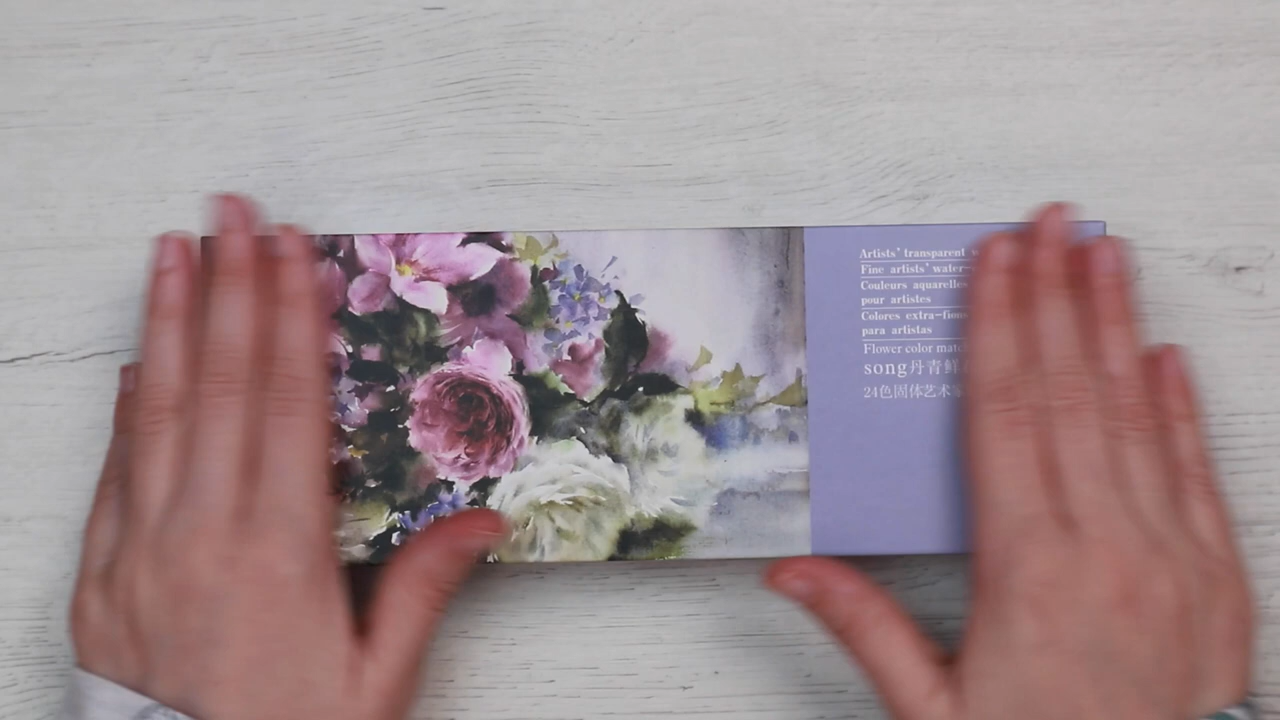 Artists' transparent
Fine artists' water-
Couleurs aquarelles
pour artistes
Colores extra-fions
para artistas
Flower color mat
song丹青鲜
24色固体艺术